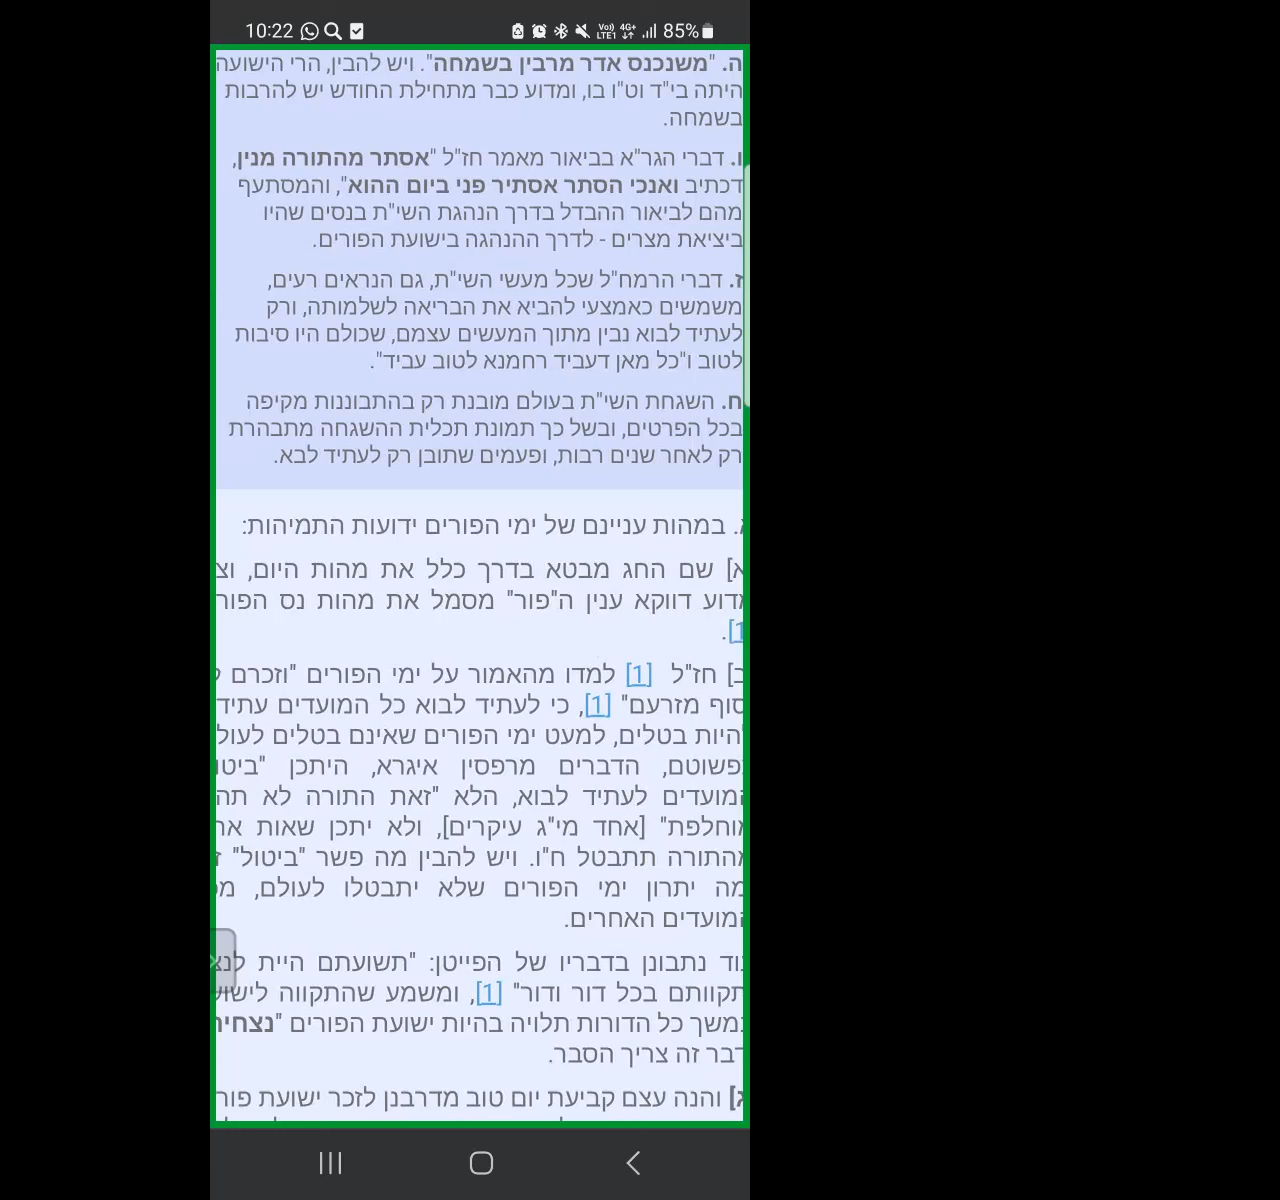 10:22 Vo)) LTE1 4G+ 85%
ה. "משנכנס אדר מרבין בשמחה". ויש להבין, הרי הישועה
היתה בי"ד וט"ו בו, ומדוע כבר מתחילת החודש יש להרבות
בשמחה.
ו. דברי הגר"א בביאור מאמר חז"ל "אסתר מהתורה מנין,
דכתיב ואנכי הסתר אסתיר פני ביום ההוא", והמסתעף
מהם לביאור ההבדל בדרך הנהגת השי"ת בנסים שהיו
ביציאת מצרים - לדרך ההנהגה בישועת הפורים.
ז. דברי הרמח"ל שכל מעשי השי"ת, גם הנראים רעים,
משמשים כאמצעי להביא את הבריאה לשלמותה, ורק
לעתיד לבוא נבין מתוך המעשים עצמם, שכולם היו סיבות
לטוב ו"כל מאן דעביד רחמנא לטוב עביד".
ח. השגחת השי"ת בעולם מובנת רק בהתבוננות מקיפה
בכל הפרטים, ובשל כך תמונת תכלית ההשגחה מתבהרת
רק לאחר שנים רבות, ופעמים שתובן רק לעתיד לבא.
א. במהות עניינם של ימי הפורים ידועות התמיהות:
א] שם החג מבטא בדרך כלל את מהות היום,
מדוע דווקא ענין ה"פור" מסמל את מהות נס הפור
[1].
ב] חז"ל [1] למדו מהאמור על ימי הפורים "וזכרם
סוף מזרעם" [1], כי לעתיד לבוא כל המועדים עתיד
להיות בטלים, למעט ימי הפורים שאינם בטלים לעול
כפשוטם, הדברים מרפסין איגרא, היתכן "ביטו
המועדים לעתיד לבוא, הלא "זאת התורה לא תה
מוחלפת" [אחד מי"ג עיקרים], ולא יתכן שאות
מהתורה תתבטל ח"ו. ויש להבין מה פשר "ביטול"
מה יתרון ימי הפורים שלא יתבטלו לעולם,
המועדים האחרים.
עוד נתבונן בדבריו של הפייטן: "תשועתם היית לנצ
תקוותם בכל דור ודור" [1], ומשמע שהתקווה לישוע
במשך כל הדורות תלויה בהיות ישועת הפורים "נצחית
דבר זה צריך הסבר.
ג] והנה עצם קביעת יום טוב מדרבנן לזכר ישועת פור